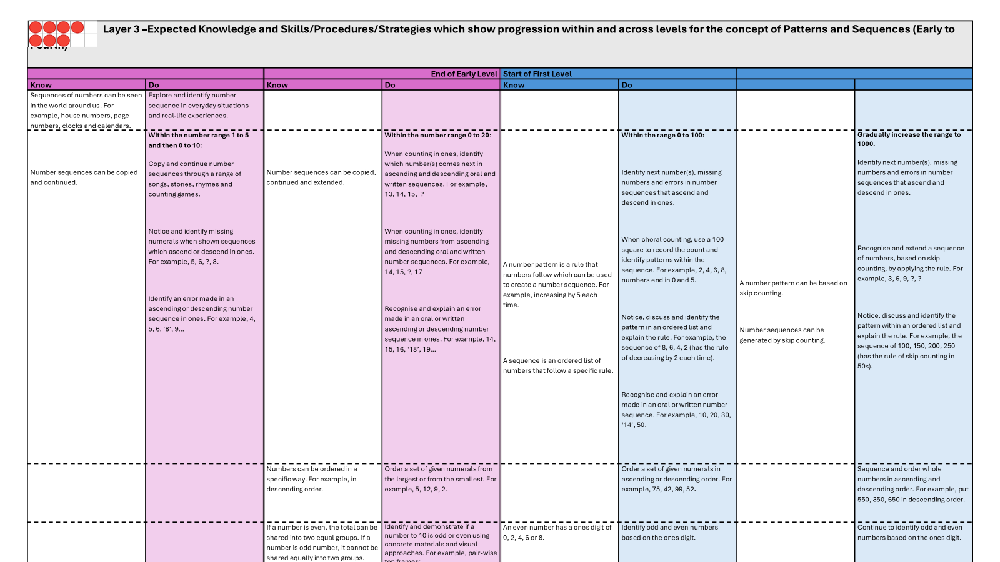 Layer 3 –Expected Knowledge and Skills/Procedures/Strategies which show progression within and across levels for the concept of Patterns and Sequences (Early to
Fourth)
End of Early Level
Start of First Level
Know
Do
Know
Do
Know
Do
Sequences of numbers can be seen
in the world around us. For
example, house numbers, page
numbers, clocks and calendars.
Explore and identify number
sequence in everyday situations
and real-life experiences.
Number sequences can be copied
and continued.
Within the number range 1 to 5
and then 0 to 10:
Copy and continue number
sequences through a range of
songs, stories, rhymes and
counting games.
Notice and identify missing
numerals when shown sequences
which ascend or descend in ones.
For example, 5, 6, ?, 8.
Identify an error made in an
ascending or descending number
sequence in ones. For example, 4,
5, 6, ‘8’, 9...
Number sequences can be copied,
continued and extended.
Within the number range 0 to 20:
When counting in ones, identify
which number(s) comes next in
ascending and descending oral and
written sequences. For example,
13, 14, 15, ?
When counting in ones, identify
missing numbers from ascending
and descending oral and written
number sequences. For example,
14, 15, ?, 17
Recognise and explain an error
made in an oral or written
ascending or descending number
sequence in ones. For example, 14,
15, 16, ‘18’, 19...
A number pattern is a rule that
numbers follow which can be used
to create a number sequence. For
example, increasing by 5 each
time.
A sequence is an ordered list of
numbers that follow a specific rule.
Within the range 0 to 100:
Identify next number(s), missing
numbers and errors in number
sequences that ascend and
descend in ones.
When choral counting, use a 100
square to record the count and
identify patterns within the
sequence. For example, 2, 4, 6, 8,
numbers end in 0 and 5.
Notice, discuss and identify the
pattern in an ordered list and
explain the rule. For example, the
sequence of 8, 6, 4, 2 (has the rule
of decreasing by 2 each time).
Recognise and explain an error
made in an oral or written number
sequence. For example, 10, 20, 30,
‘14’, 50.
A number pattern can be based on
skip counting.
Number sequences can be
generated by skip counting.
Gradually increase the range to
1000.
Identify next number(s), missing
numbers and errors in number
sequences that ascend and
descend in ones.
Recognise and extend a sequence
of numbers, based on skip
counting, by applying the rule. For
example, 3, 6, 9, ?, ?
Notice, discuss and identify the
pattern within an ordered list and
explain the rule. For example, the
sequence of 100, 150, 200, 250
(has the rule of skip counting in
50s).
Numbers can be ordered in a
specific way. For example, in
descending order.
Order a set of given numerals from
the largest or from the smallest. For
example, 5, 12, 9, 2.
Order a set of given numerals in
ascending or descending order. For
example, 75, 42, 99, 52.
Sequence and order whole
numbers in ascending and
descending order. For example, put
550, 350, 650 in descending order.
If a number is even, the total can be
shared into two equal groups. If a
number is odd number, it cannot be
shared equally into two groups.
Identify and demonstrate if a
number to 10 is odd or even using
concrete materials and visual
approaches. For example, pair-wise
ten frames:
An even number has a ones digit of
0, 2, 4, 6 or 8.
Identify odd and even numbers
based on the ones digit.
Continue to identify odd and even
numbers based on the ones digit.